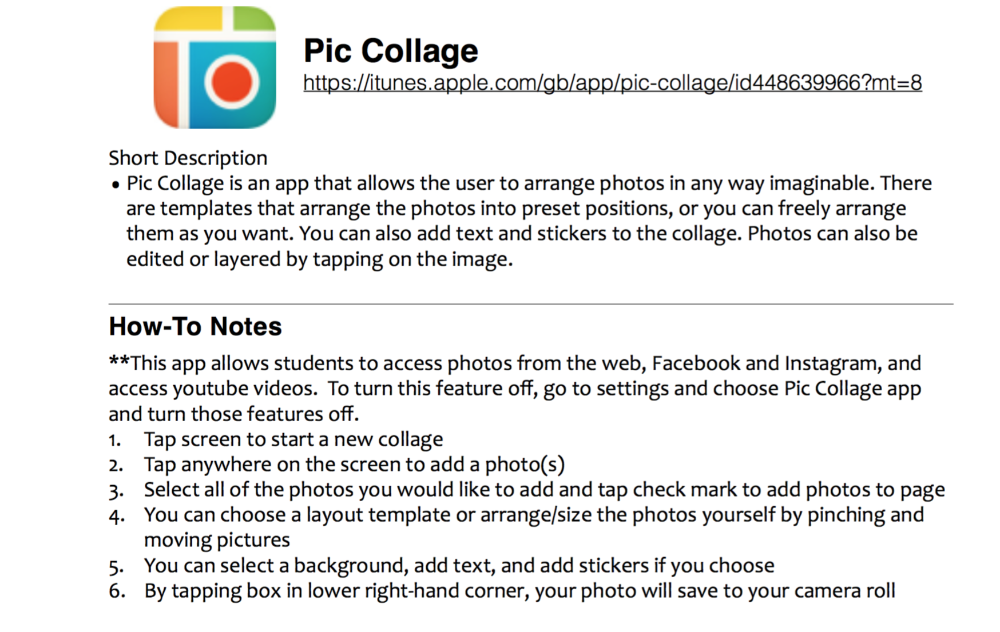 Pic Collage
https://itunes.apple.com/gb/app/pic-collage/id448639966?mt=8
Short Description
• Pic Collage is an app that allows the user to arrange photos in any way imaginable. There
are templates that arrange the photos into preset positions, or you can freely arrange
them as you want. You can also add text and stickers to the collage. Photos can also be
edited or layered by tapping on the image.
How-To Notes
**This app allows students to access photos from the web, Facebook and Instagram, and
access youtube videos.  To turn this feature off, go to settings and choose Pic Collage app
and turn those features off.
1. Tap screen to start a new collage
2. Tap anywhere on the screen to add a photo(s)
3. Select all of the photos you would like to add and tap check mark to add photos to page
4. You can choose a layout template or arrange/size the photos yourself by pinching and
moving pictures
5. You can select a background, add text, and add stickers if you choose
6. By tapping box in lower right-hand corner, your photo will save to your camera roll